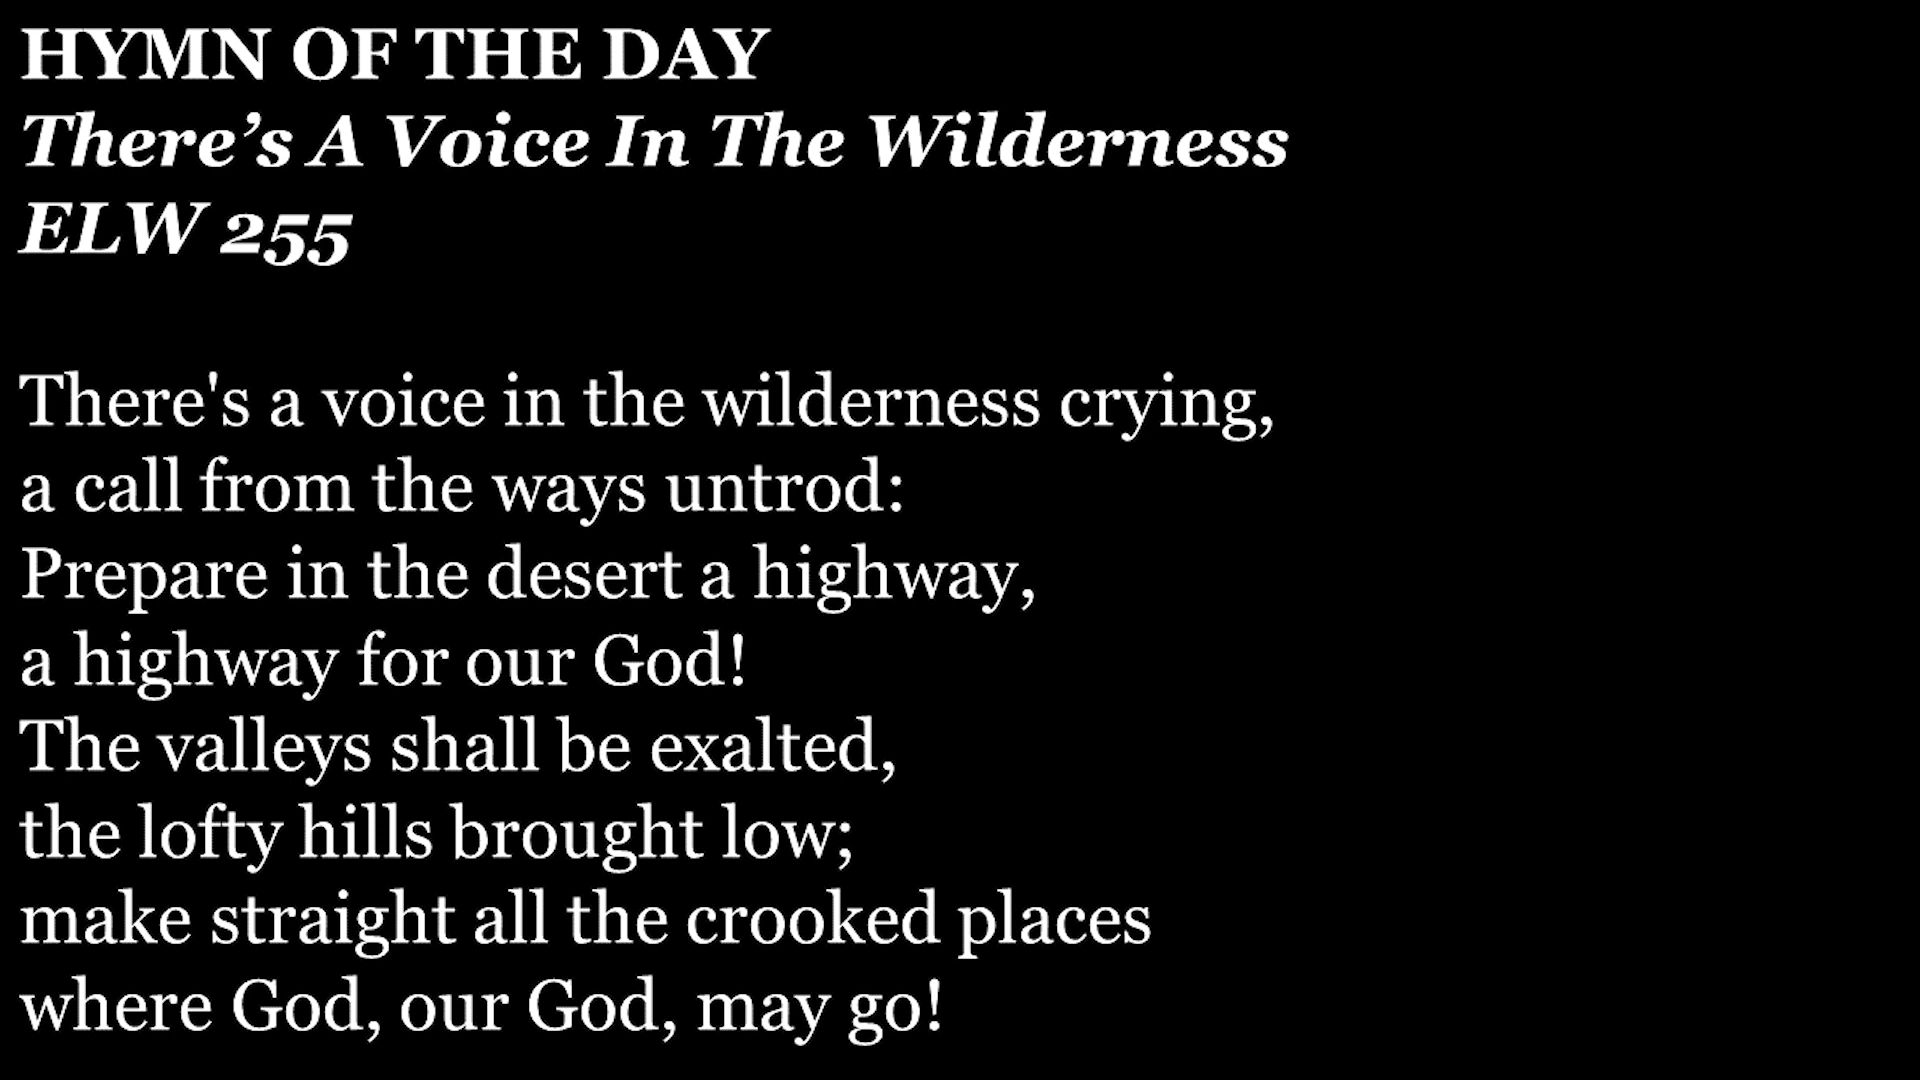 HYMN OF THE DAY
There’s A Voice In The Wilderness
ELW 255
There's a voice in the wilderness crying,
a call from the ways untrod:
Prepare in the desert a highway,
a highway for our God!
The valleys shall be exalted,
the lofty hills brought low;
make straight all the crooked places
where God, our God, may go!